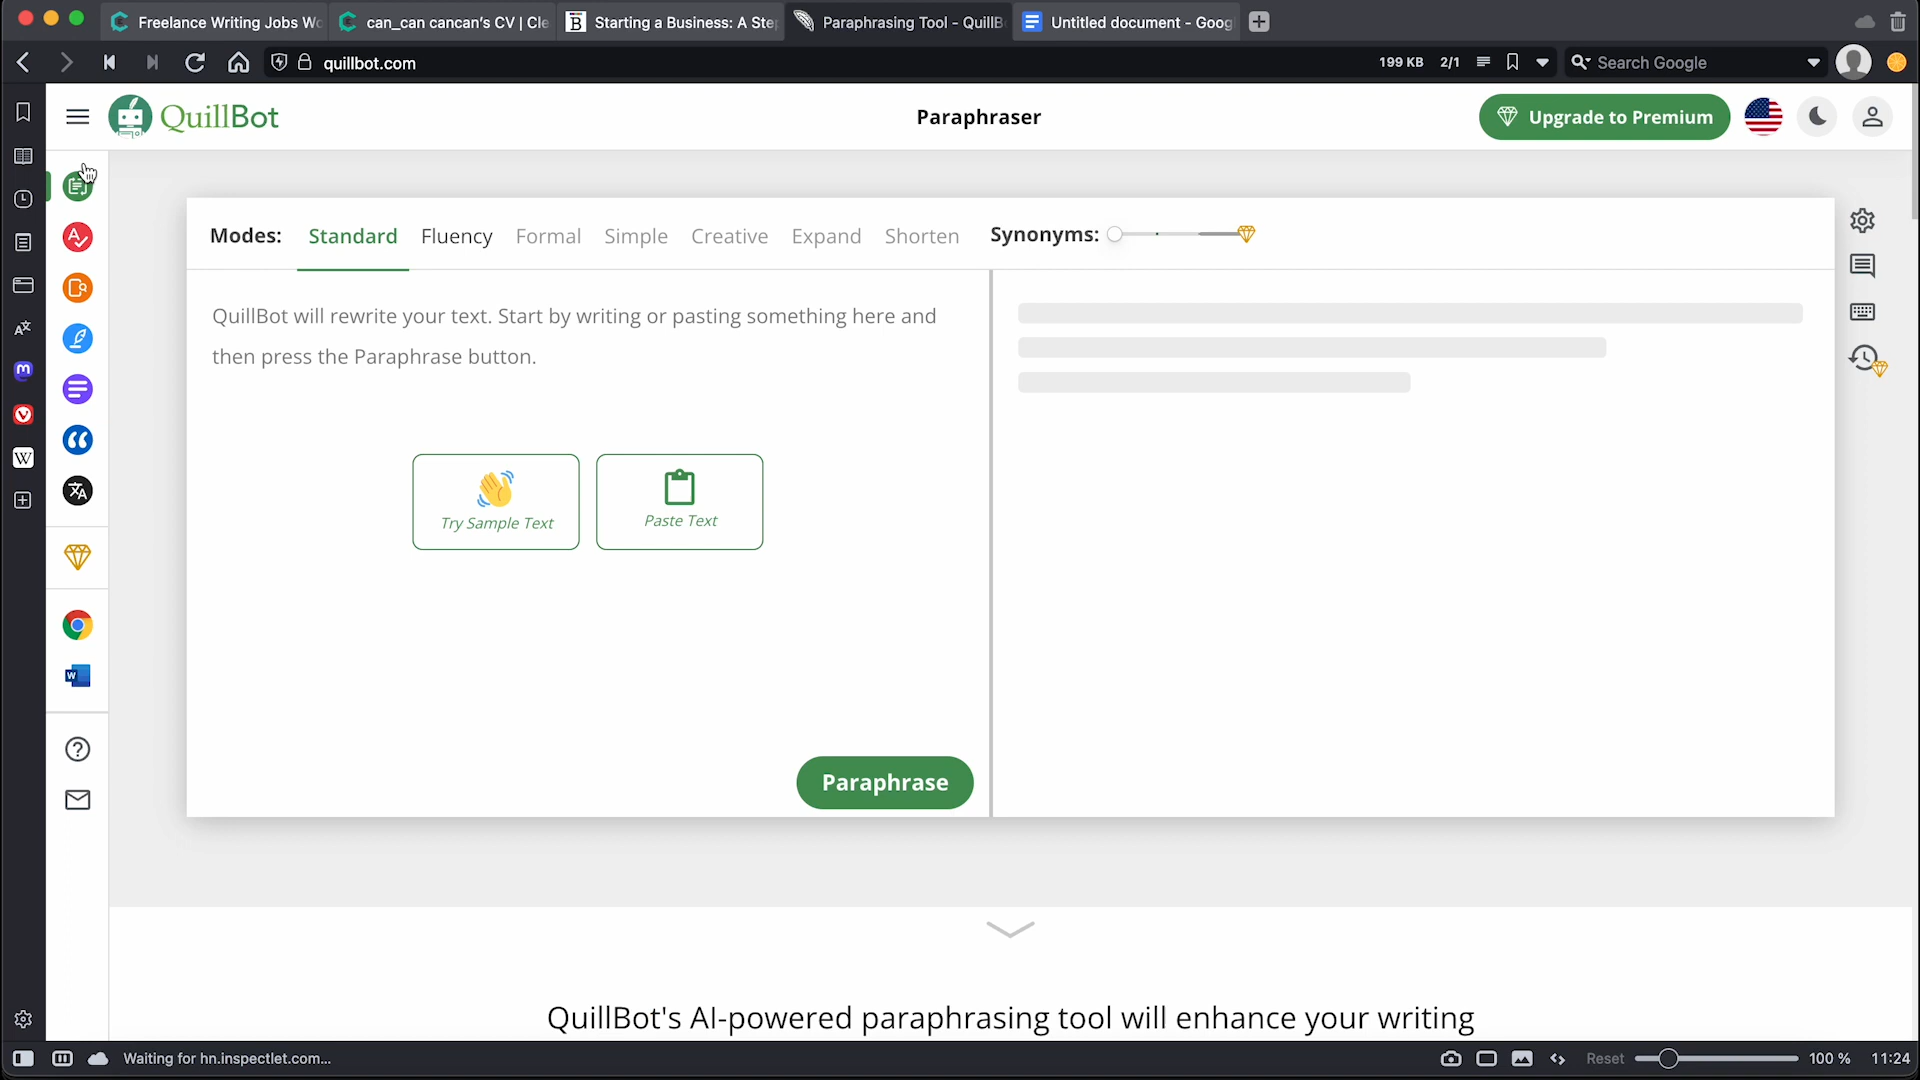 Freelance Writing Jobs Wo
can_can cancan's CV | Cle
Starting a Business: A Step
Paraphrasing Tool - QuillB
Untitled document - Goog
quillbot.com
199 KB
2/1
Search Google
QuillBot
Paraphraser
Upgrade to Premium
Modes:
Standard
Fluency
Formal
Simple
Creative
Expand
Shorten
Synonyms:
QuillBot will rewrite your text. Start by writing or pasting something here and
then press the Paraphrase button.
Try Sample Text
Paste Text
Paraphrase
QuillBot's AI-powered paraphrasing tool will enhance your writing
Waiting for hn.inspectlet.com...
Reset
100 %
11:24